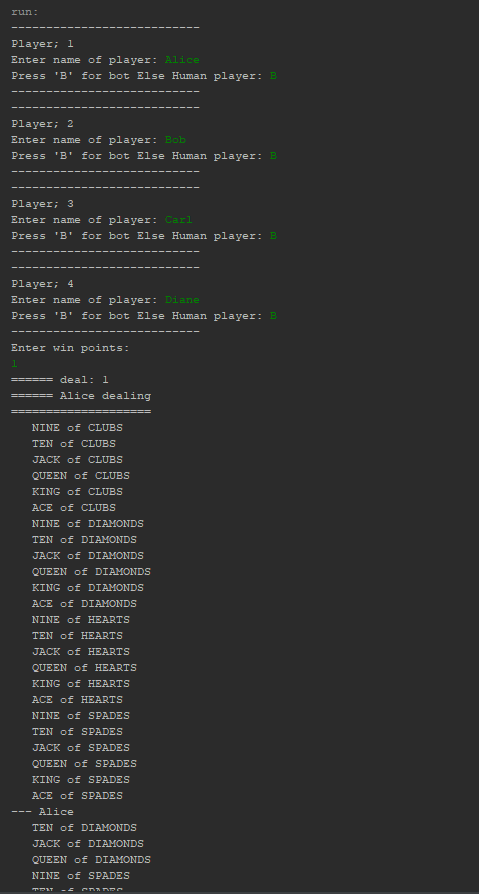 run:
---------------------------
Player; 1
Enter name of player: Alice
Press 'B' for bot Else Human player: B
---------------------------
---------------------------
Player; 2
Enter name of player: Bob
Press 'B' for bot Else Human player: B
---------------------------
---------------------------
Player; 3
Enter name of player: Carl
Press 'B' for bot Else Human player: B
---------------------------
---------------------------
Player; 4
Enter name of player: Diane
Press 'B' for bot Else Human player: B
---------------------------
Enter win points:
1
====== deal: 1
====== Alice dealing
====================
   NINE of CLUBS
   TEN of CLUBS
   JACK of CLUBS
   QUEEN of CLUBS
   KING of CLUBS
   ACE of CLUBS
   NINE of DIAMONDS
   TEN of DIAMONDS
   JACK of DIAMONDS
   QUEEN of DIAMONDS
   KING of DIAMONDS
   ACE of DIAMONDS
   NINE of HEARTS
   TEN of HEARTS
   JACK of HEARTS
   QUEEN of HEARTS
   KING of HEARTS
   ACE of HEARTS
   NINE of SPADES
   TEN of SPADES
   JACK of SPADES
   QUEEN of SPADES
   KING of SPADES
   ACE of SPADES
--- Alice
   TEN of DIAMONDS
   JACK of DIAMONDS
   QUEEN of DIAMONDS
   NINE of SPADES
   TEN of SPADES